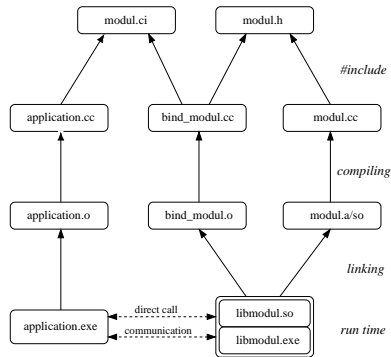 modul.ci
modul.h
#include
application.cc
bind_modul.cc
modul.cc
compiling
application.o
bind_modul.o
modul.a/so
linking
direct call
libmodul.so
application.exe
communication
libmodul.exe
run time